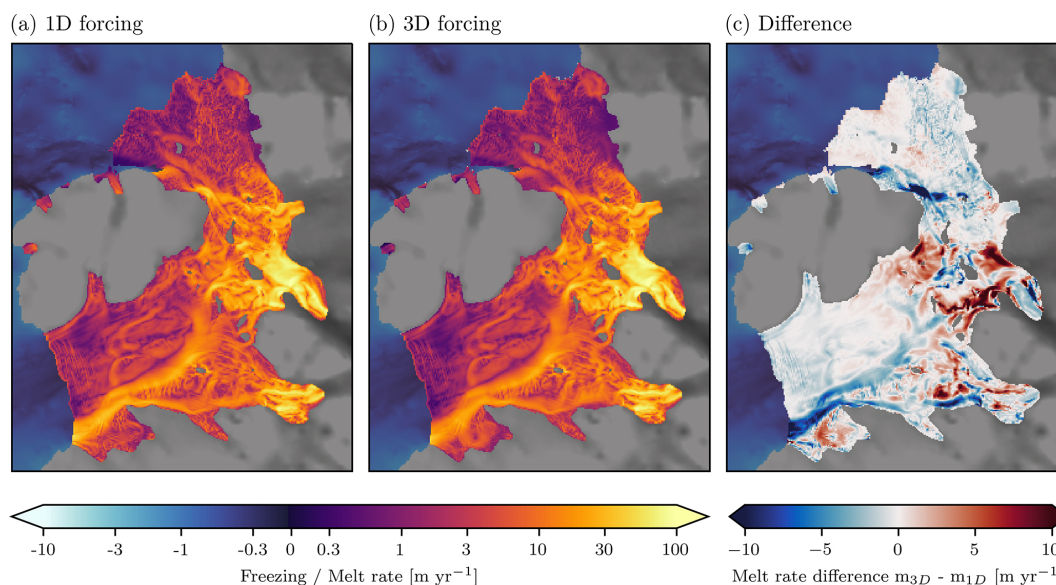 (a) 1D forcing
(b) 3D forcing
(c) Difference
-10 -3 -1 -0.3 0 0.3 1 3 10 30 100
Freezing / Melt rate [m yr⁻¹]
−10 −5 0 5 10
Melt rate difference m₃D - m₁D [m yr⁻¹]